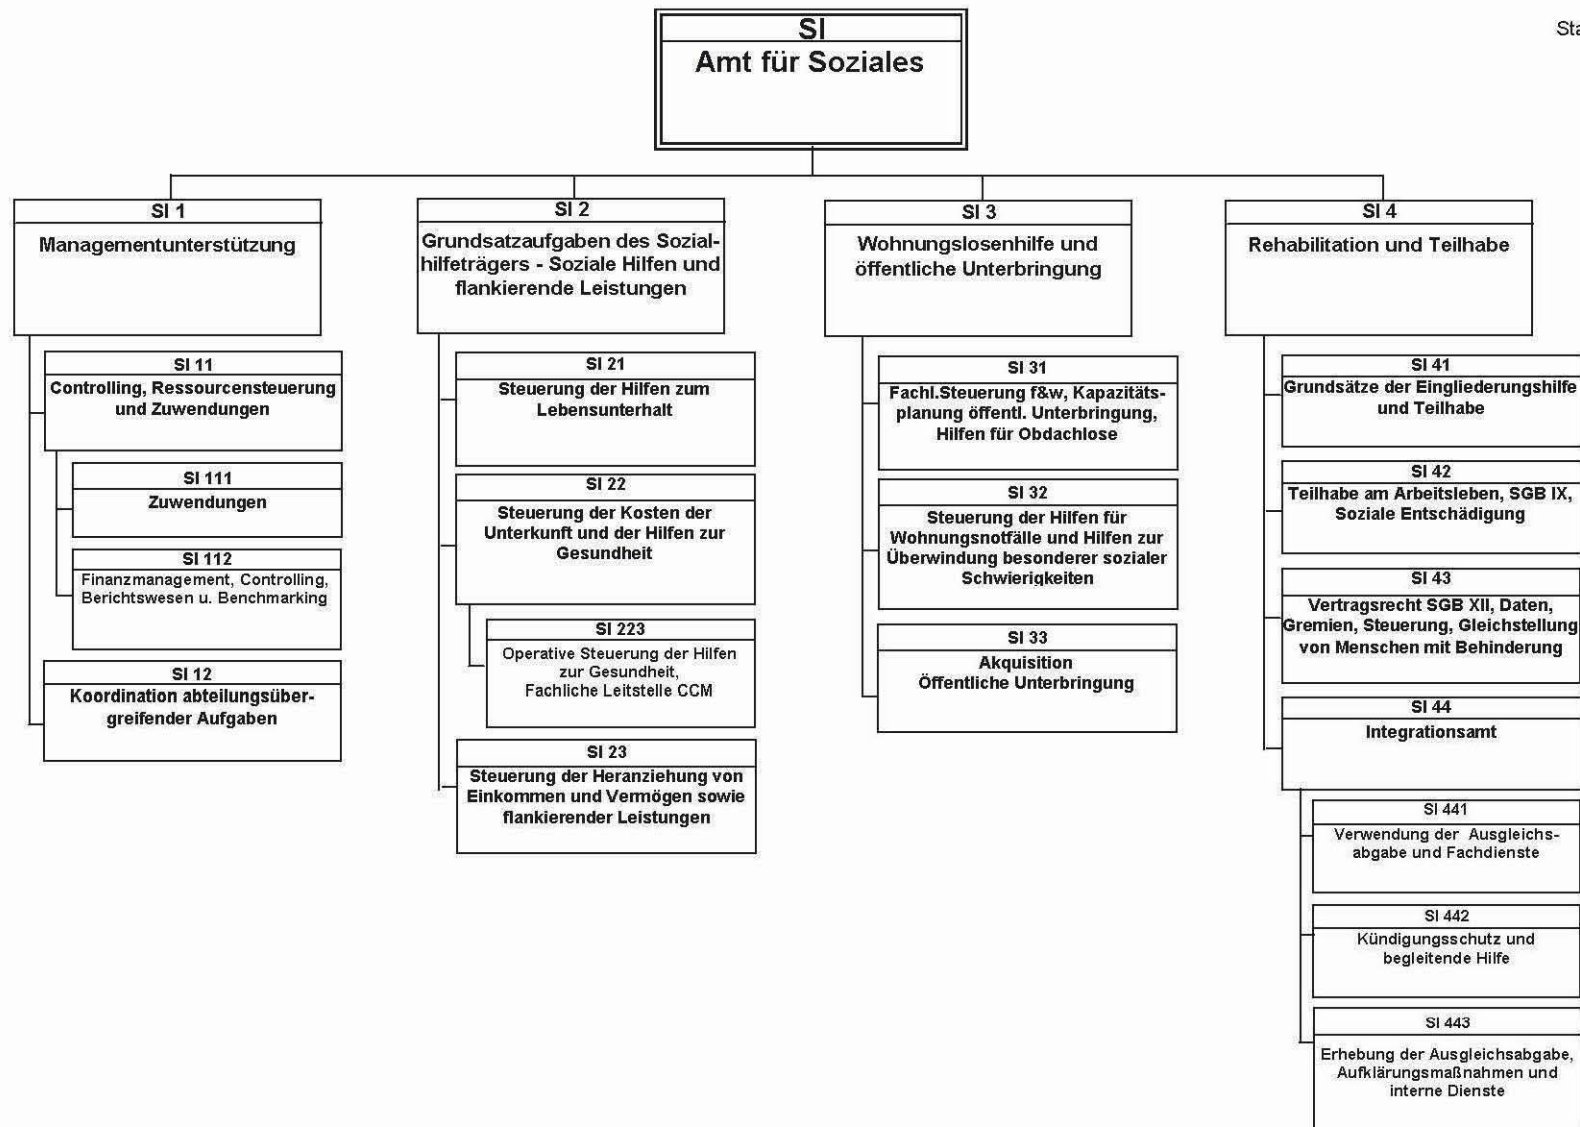 Sta
SI
Amt für Soziales
SI 1
Managementunterstützung
SI 11
Controlling, Ressourcensteuerung
und Zuwendungen
SI 111
Zuwendungen
SI 112
Finanzmanagement, Controlling,
Berichtswesen u. Benchmarking
SI 12
Koordination abteilungsüber-
greifender Aufgaben
SI 2
Grundsatzaufgaben des Sozial-
hilfeträgers - Soziale Hilfen und
flankierende Leistungen
SI 21
Steuerung der Hilfen zum
Lebensunterhalt
SI 22
Steuerung der Kosten der
Unterkunft und der Hilfen zur
Gesundheit
SI 223
Operative Steuerung der Hilfen
zur Gesundheit,
Fachliche Leitstelle CCM
SI 23
Steuerung der Heranziehung von
Einkommen und Vermögen sowie
flankierender Leistungen
SI 3
Wohnungslosenhilfe und
öffentliche Unterbringung
SI 31
Fachl.Steuerung f&w, Kapazitäts-
planung öffentl. Unterbringung,
Hilfen für Obdachlose
SI 32
Steuerung der Hilfen für
Wohnungsnotfälle und Hilfen zur
Überwindung besonderer sozialer
Schwierigkeiten
SI 33
Akquisition
Öffentliche Unterbringung
SI 4
Rehabilitation und Teilhabe
SI 41
Grundsätze der Eingliederungshilfe
und Teilhabe
SI 42
Teilhabe am Arbeitsleben, SGB IX,
Soziale Entschädigung
SI 43
Vertragsrecht SGB XII, Daten,
Gremien, Steuerung, Gleichstellung
von Menschen mit Behinderung
SI 44
Integrationsamt
SI 441
Verwendung der Ausgleichs-
abgabe und Fachdienste
SI 442
Kündigungsschutz und
begleitende Hilfe
SI 443
Erhebung der Ausgleichsabgabe,
Aufklärungsmaßnahmen und
interne Dienste